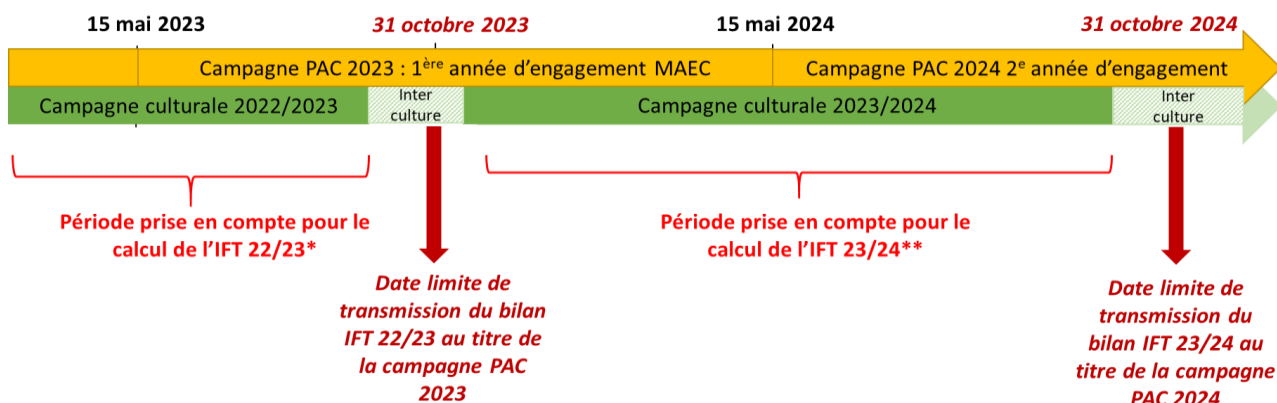 15 mai 2023
31 octobre 2023
15 mai 2024
31 octobre 2024
Campagne PAC 2023 : 1ère année d’engagement MAEC
Campagne PAC 2024 2e année d’engagement
Campagne culturale 2022/2023
Inter
culture
Campagne culturale 2023/2024
Inter
culture
Période prise en compte pour le
calcul de l’IFT 22/23*
Période prise en compte pour le
calcul de l’IFT 23/24**
Date limite de
transmission du bilan
IFT 22/23 au titre de
la campagne PAC
2023
Date limite de
transmission du
bilan IFT 23/24 au
titre de la campagne
PAC 2024